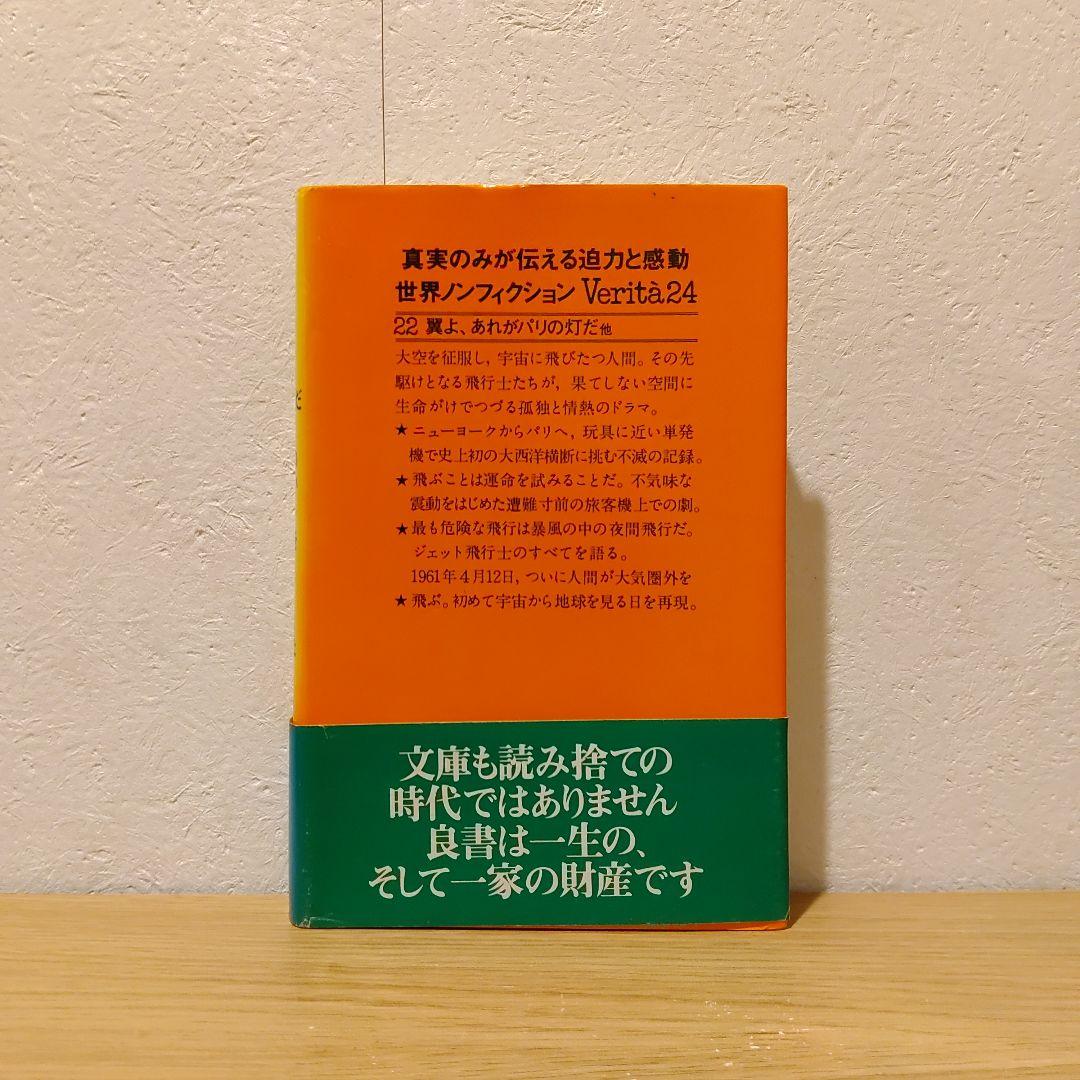 真実のみが伝える迫力と感動
世界ノンフィクション Verità24
22 翼よ、あれがパリの灯だ他
大空を征服し，宇宙に飛びたつ人間。その先
駆けとなる飛行士たちが，果てしない空間に
生命がけでつづる孤独と情熱のドラマ。
★ ニューヨークからパリへ，玩具に近い単発
機で史上初の大西洋横断に挑む不滅の記録。
★ 飛ぶことは運命を試みることだ。不気味な
震動をはじめた遭難寸前の旅客機上での劇。
★ 最も危険な飛行は暴風の中の夜間飛行だ。
ジェット飛行士のすべてを語る。
1961年4月12日，ついに人間が大気圏外を
★ 飛ぶ。初めて宇宙から地球を見る日を再現。
文庫も読み捨ての
時代ではありません
良書は一生の、
そして一家の財産です
だ